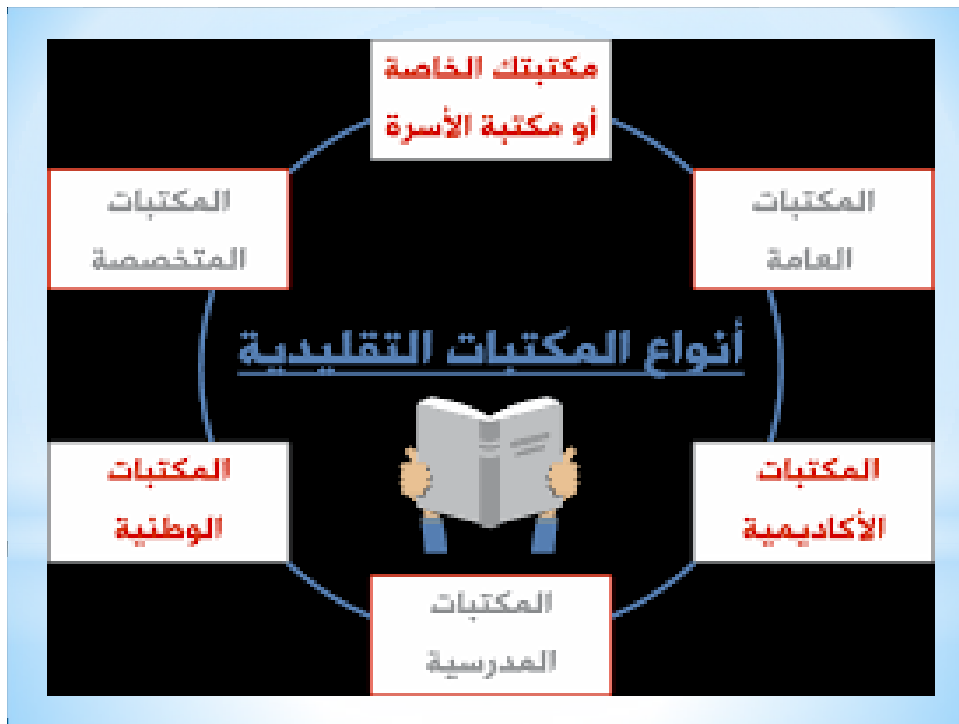 مكتبتك الخاصة
أو مكتبة الأسرة
المكتبات
العامة
المكتبات
المتخصصة
أنواع المكتبات التقليدية
المكتبات
الأكاديمية
المكتبات
الوطنية
المكتبات
المدرسية